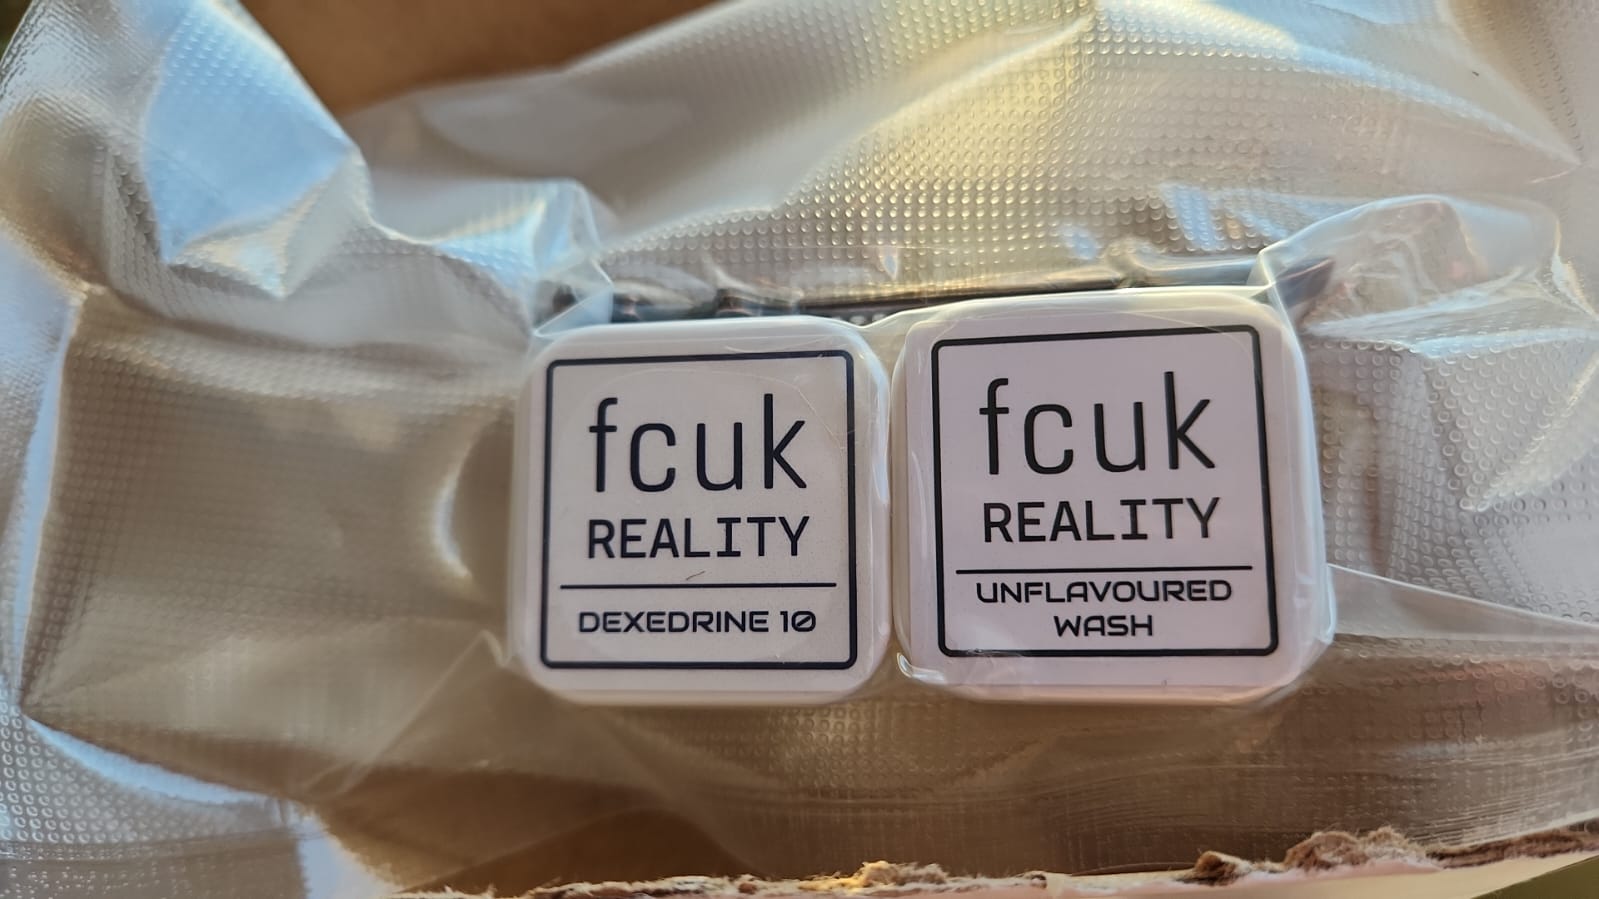 fcuk
REALITY
DEXEDRINE 10
fcuk
REALITY
UNFLAVOURED
WASH